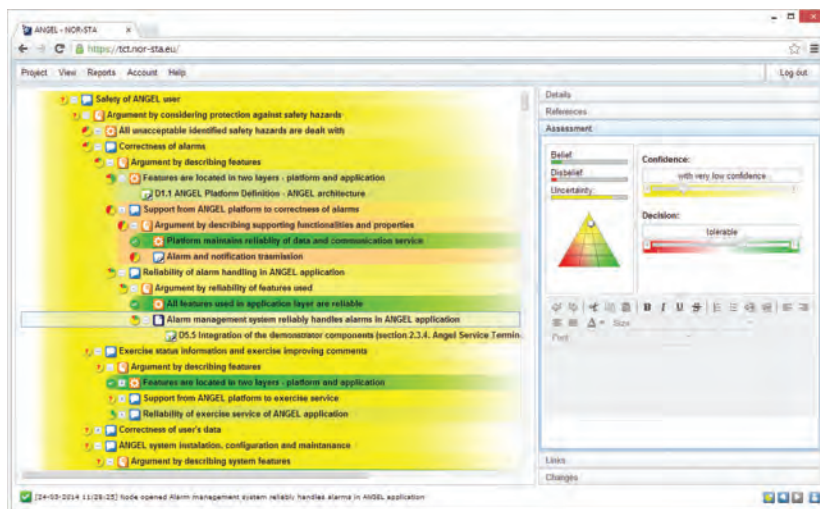 ANGEL - NOR-STA
https://tct.nor-sta.eu/
Project View Reports Account Help
Log out
Safety of ANGEL user
Argument by considering protection against safety hazards
All unacceptable identified safety hazards are dealt with
Correctness of alarms
Argument by describing features
Features are located in two layers - platform and application
D1.1 ANGEL Platform Definition - ANGEL architecture
Support from ANGEL platform to correctness of alarms
Argument by describing supporting functionalities and properties
Platform maintains reliablity of data and communication service
Alarm and notification trasmission
Reliability of alarm handling in ANGEL application
Argument by reliability of features used
All features used in application layer are reliable
Alarm management system reliably handles alarms in ANGEL application
D5.5 Integration of the demonstrator components (section 2.3.4. Angel Service Termin
Exercise status information and exercise improving comments
Argument by describing features
Features are located in two layers - platform and application
Support from ANGEL platform to exercise service
Reliability of exercise service of ANGEL application
Correctness of user's data
ANGEL system instalation, configuration and maintanance
Argument by describing system features
Details
References
Assessment
Belief
Disbelief
Uncertainty
Confidence:
with very low confidence
Decision:
tolerable
B I U S
A Size
Font
Links
Changes
[24-03-2014 11:28:25] Node opened Alarm management system reliably handles alarms in ANGEL application